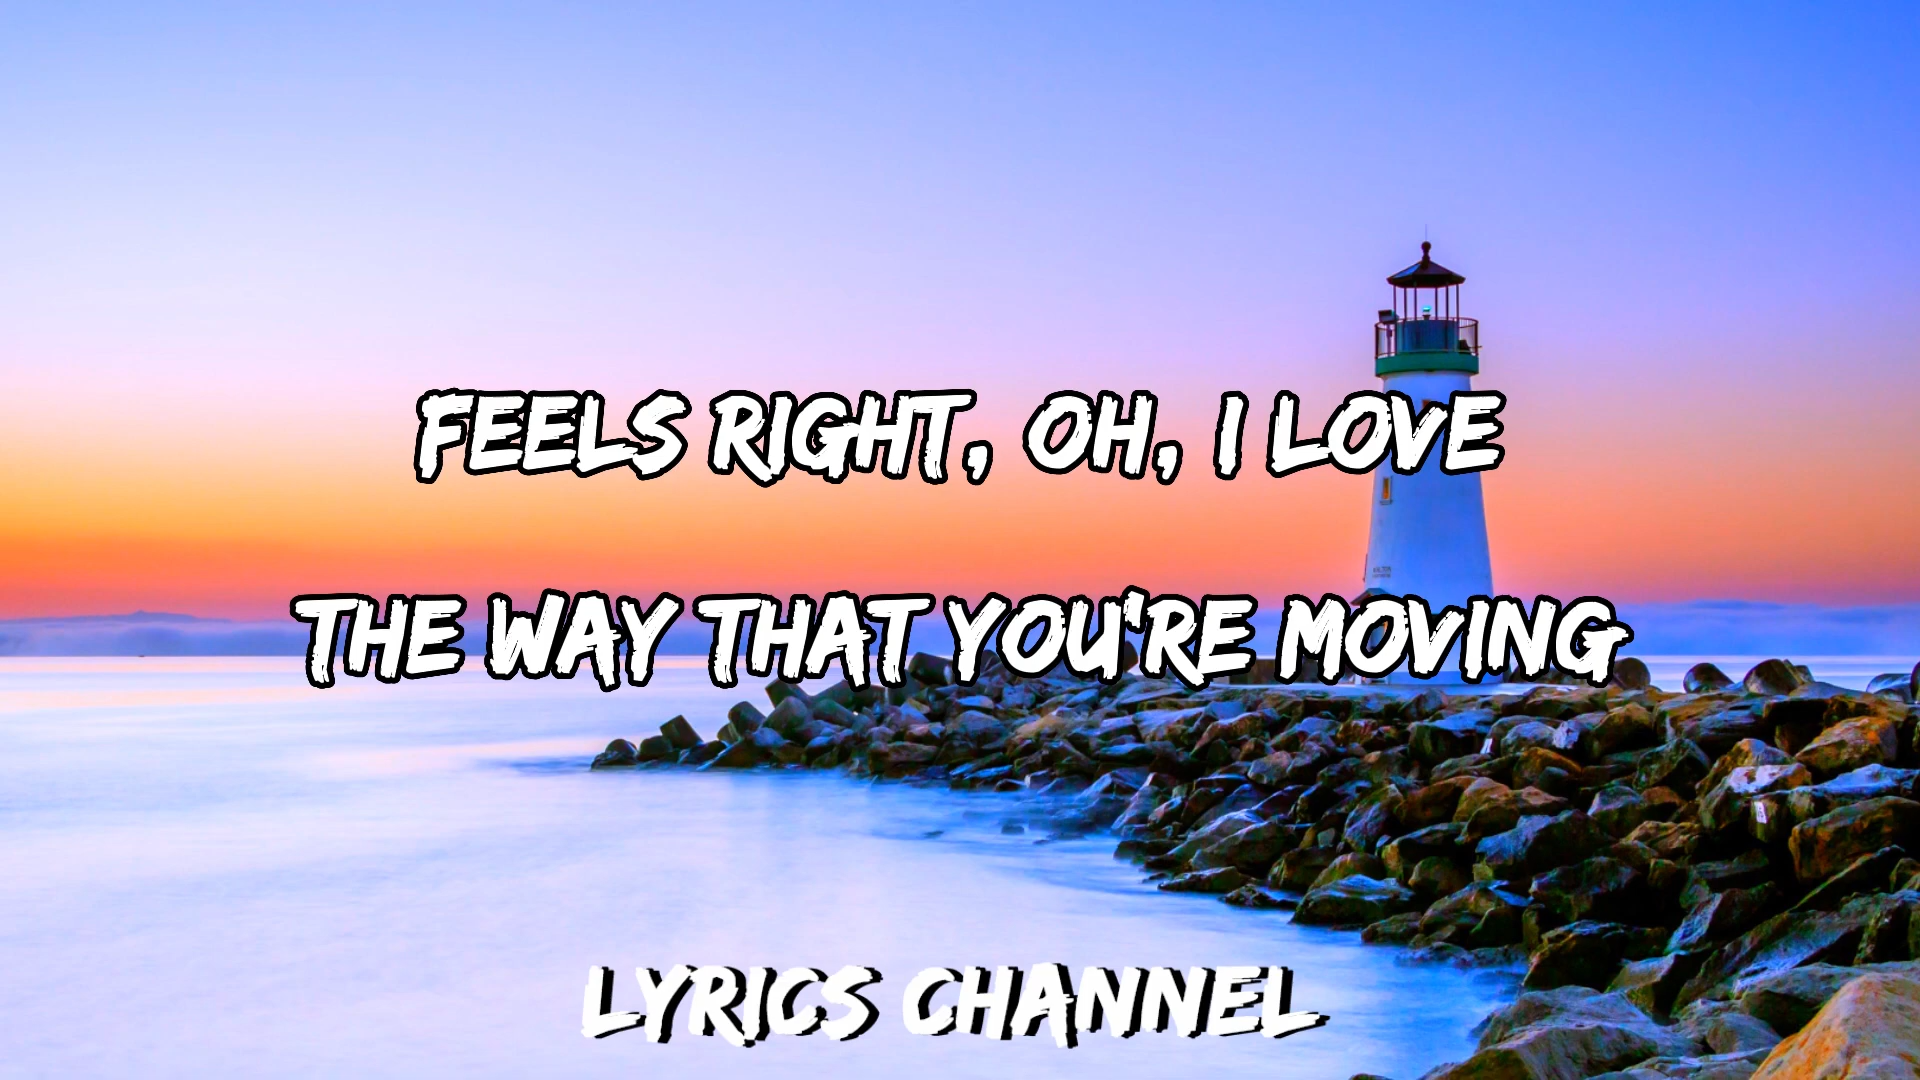 FEELS RIGHT, OH, I LOVE
THE WAY THAT YOU'RE MOVING
LYRICS CHANNEL